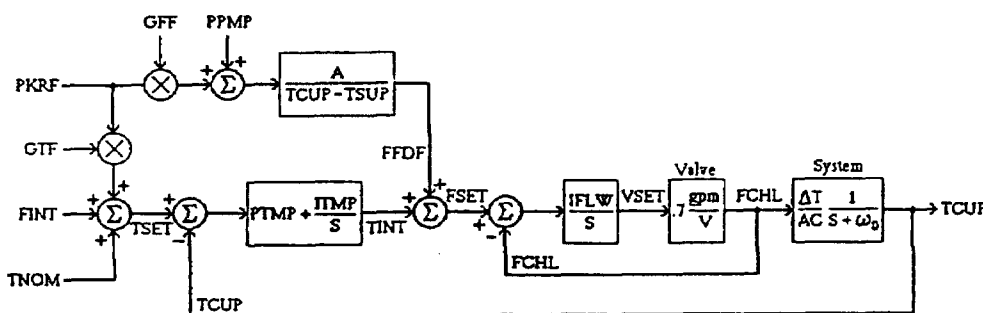 GFF PPMP
PKRF
+ + Σ
A
TCUP - TSUP
GTF
FFDF
Valve System
FINT + + + Σ TSET + - Σ PTMP + ITMP/S TINT + + Σ FSET + - Σ IFLW/S VSET .7 gpm/V FCHL ΔT/AC 1/(S + ω₀) TCUP
FCHL
TNOM
TCUP